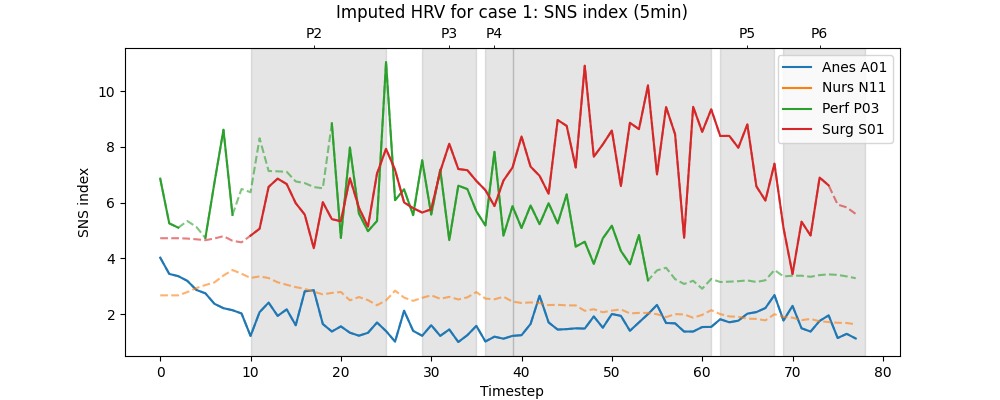 Imputed HRV for case 1: SNS index (5min)
P2 P3 P4 P5 P6
Anes A01
Nurs N11
Perf P03
Surg S01
SNS index
10
8
6
4
2
0 10 20 30 40 50 60 70 80
Timestep